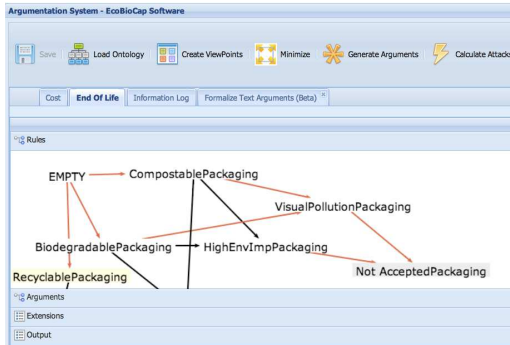 Argumentation System - EcoBioCap Software
Save Load Ontology Create ViewPoints Minimize Generate Arguments Calculate Attacks
Cost End Of Life Information Log Formalize Text Arguments (Beta)
Rules
EMPTY CompostablePackaging
VisualPollutionPackaging
BiodegradablePackaging HighEnvImpPackaging
RecyclablePackaging Not AcceptedPackaging
Arguments
Extensions
Output